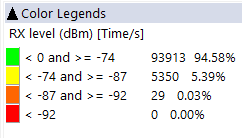 Color Legends
RX level (dBm) [Time/s]
< 0 and >= -74 93913 94.58%
< -74 and >= -87 5350 5.39%
< -87 and >= -92 29 0.03%
< -92 0 0.00%